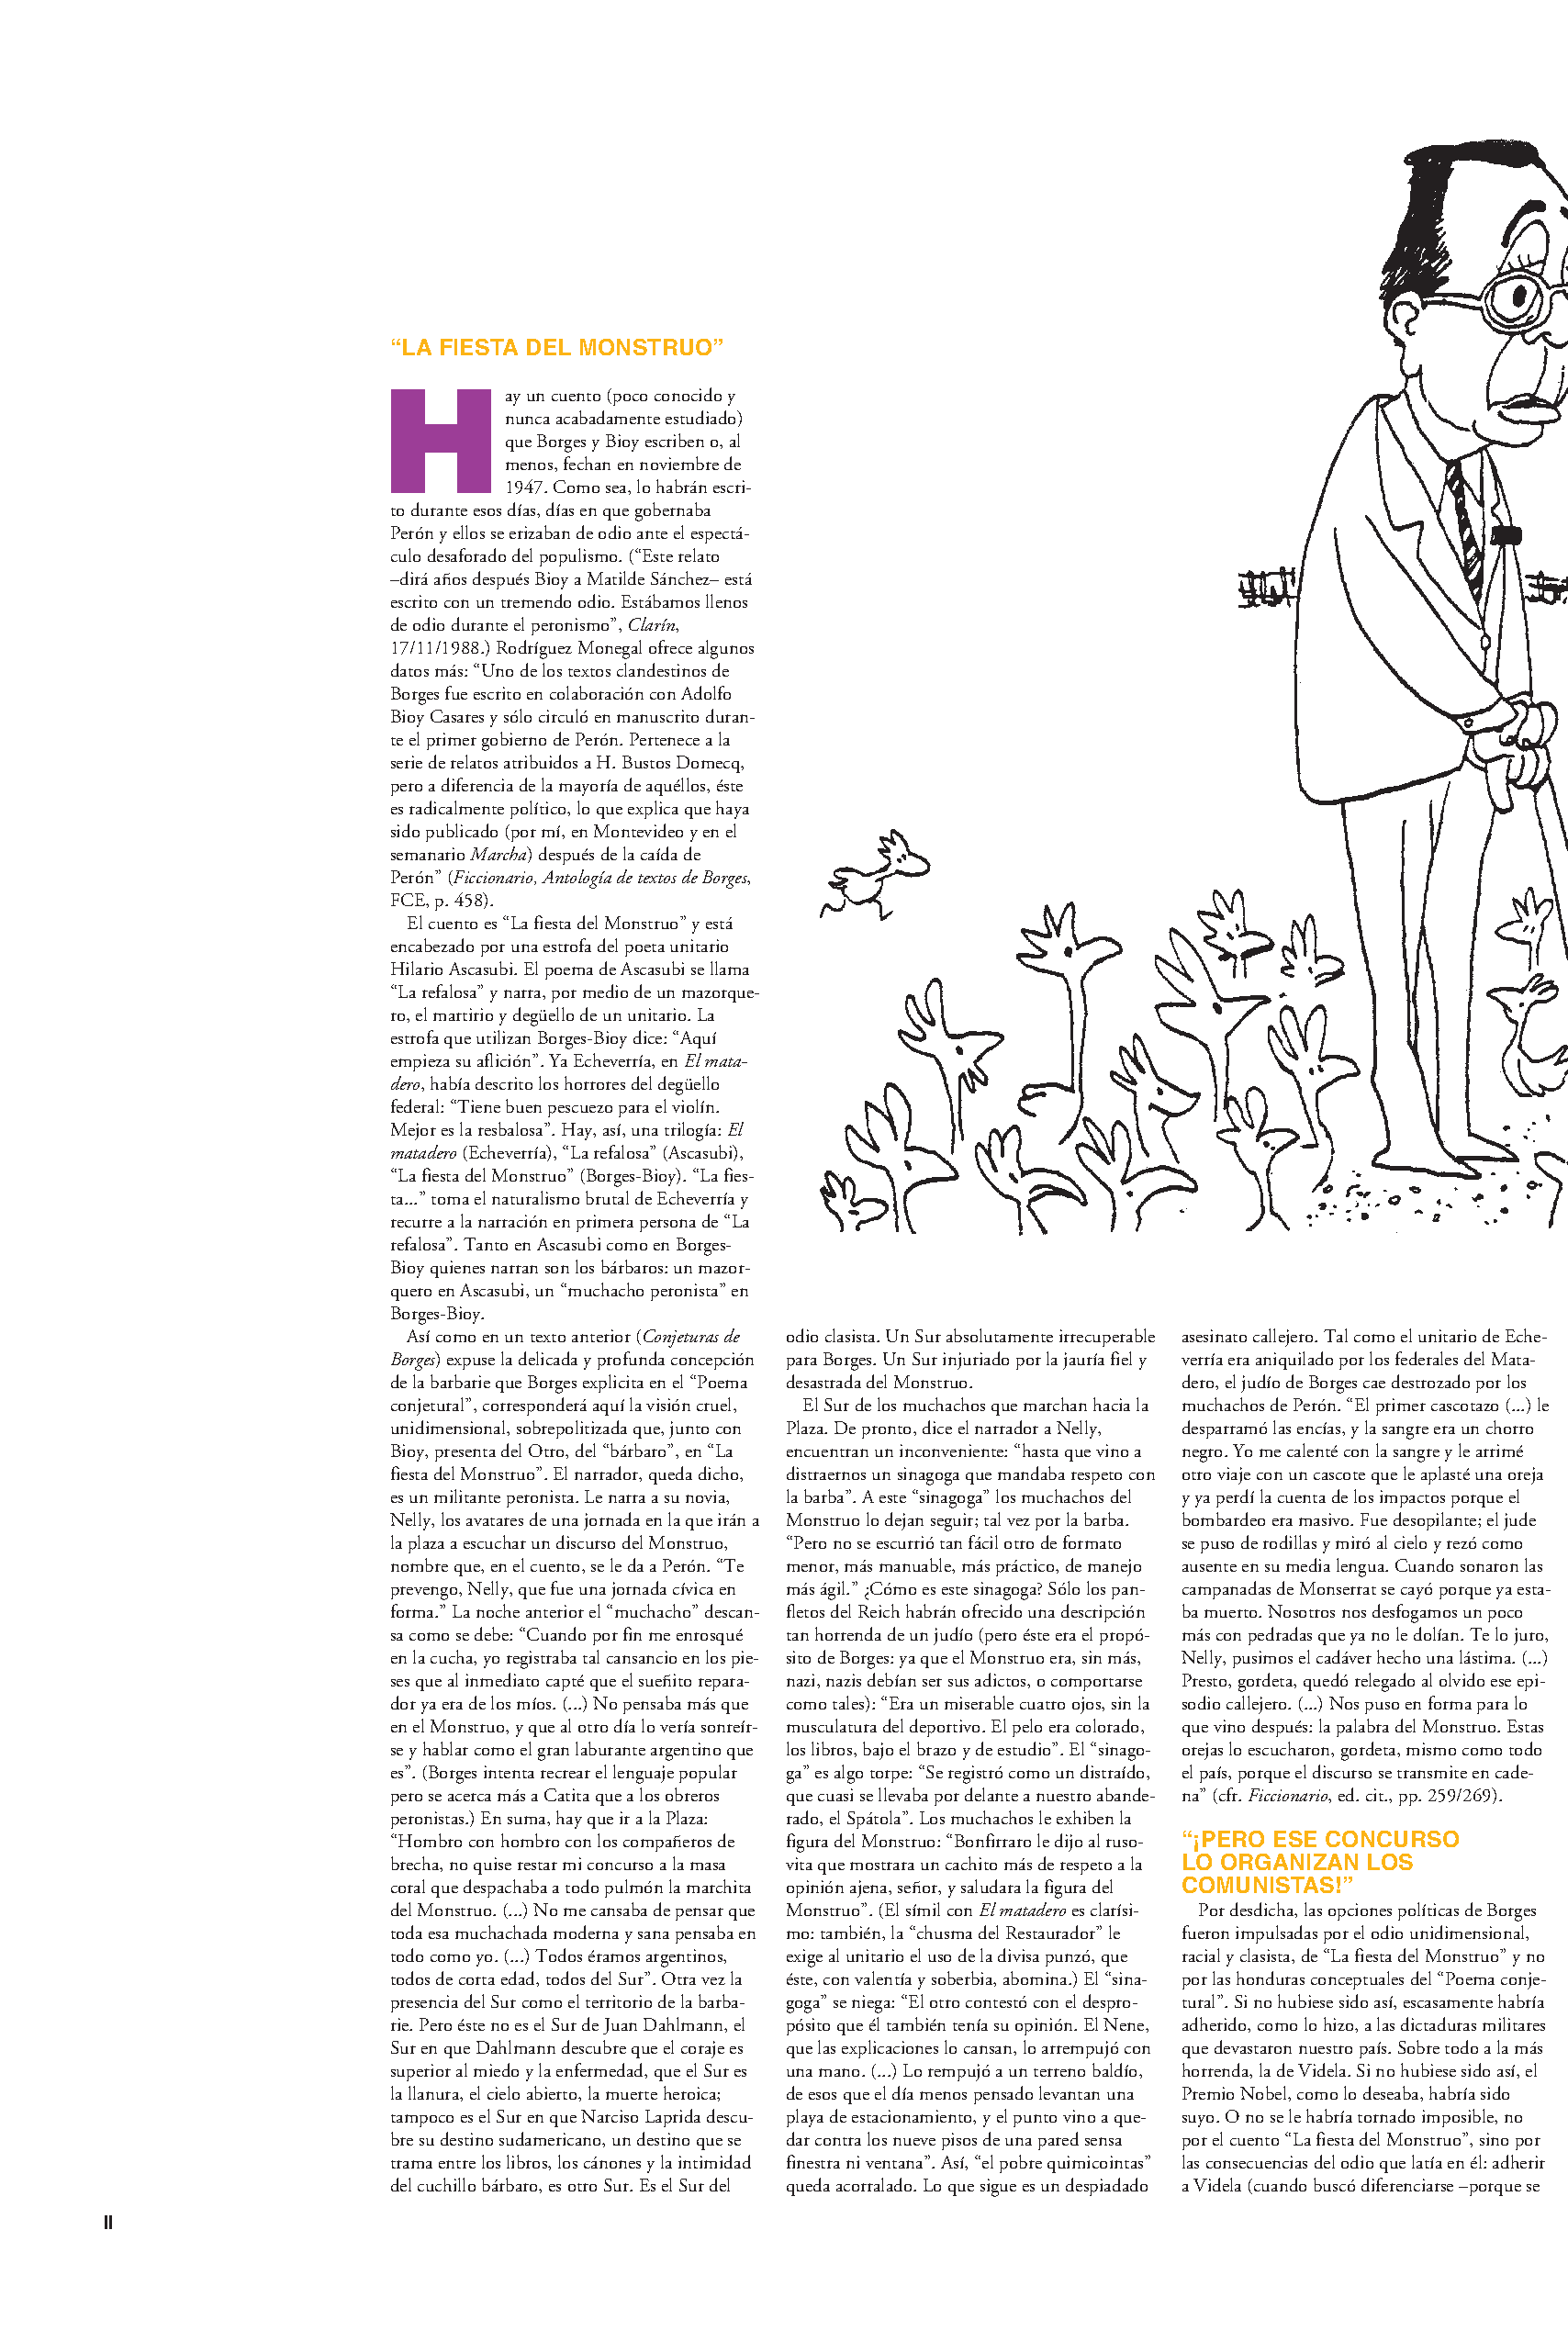 “LA FIESTA DEL MONSTRUO”
Hay un cuento (poco conocido y
nunca acabadamente estudiado)
que Borges y Bioy escriben o, al
menos, fechan en noviembre de
1947. Como sea, lo habrán escri-
to durante esos días, días en que gobernaba
Perón y ellos se erizaban de odio ante el espectá-
culo desaforado del populismo. (“Este relato
–dirá años después Bioy a Matilde Sánchez– está
escrito con un tremendo odio. Estábamos llenos
de odio durante el peronismo”, Clarín,
17/11/1988.) Rodríguez Monegal ofrece algunos
datos más: “Uno de los textos clandestinos de
Borges fue escrito en colaboración con Adolfo
Bioy Casares y sólo circuló en manuscrito duran-
te el primer gobierno de Perón. Pertenece a la
serie de relatos atribuidos a H. Bustos Domecq,
pero a diferencia de la mayoría de aquéllos, éste
es radicalmente político, lo que explica que haya
sido publicado (por mí, en Montevideo y en el
semanario Marcha) después de la caída de
Perón” (Ficcionario, Antología de textos de Borges,
FCE, p. 458).
El cuento es “La fiesta del Monstruo” y está
encabezado por una estrofa del poeta unitario
Hilario Ascasubi. El poema de Ascasubi se llama
“La refalosa” y narra, por medio de un mazorque-
ro, el martirio y degüello de un unitario. La
estrofa que utilizan Borges-Bioy dice: “Aquí
empieza su aflición”. Ya Echeverría, en El mata-
dero, había descrito los horrores del degüello
federal: “Tiene buen pescuezo para el violín.
Mejor es la resbalosa”. Hay, así, una trilogía: El
matadero (Echeverría), “La refalosa” (Ascasubi),
“La fiesta del Monstruo” (Borges-Bioy). “La fies-
ta...” toma el naturalismo brutal de Echeverría y
recurre a la narración en primera persona de “La
refalosa”. Tanto en Ascasubi como en Borges-
Bioy quienes narran son los bárbaros: un mazor-
quero en Ascasubi, un “muchacho peronista” en
Borges-Bioy.
Así como en un texto anterior (Conjeturas de
Borges) expuse la delicada y profunda concepción
de la barbarie que Borges explicita en el “Poema
conjetural”, corresponderá aquí la visión cruel,
unidimensional, sobrepolitizada que, junto con
Bioy, presenta del Otro, del “bárbaro”, en “La
fiesta del Monstruo”. El narrador, queda dicho,
es un militante peronista. Le narra a su novia,
Nelly, los avatares de una jornada en la que irán a
la plaza a escuchar un discurso del Monstruo,
nombre que, en el cuento, se le da a Perón. “Te
prevengo, Nelly, que fue una jornada cívica en
forma.” La noche anterior el “muchacho” descan-
sa como se debe: “Cuando por fin me enrosqué
en la cucha, yo registraba tal cansancio en los pie-
ses que al inmediato capté que el sueñito repara-
dor ya era de los míos. (...) No pensaba más que
en el Monstruo, y que al otro día lo vería sonreír-
se y hablar como el gran laburante argentino que
es”. (Borges intenta recrear el lenguaje popular
pero se acerca más a Catita que a los obreros
peronistas.) En suma, hay que ir a la Plaza:
“Hombro con hombro con los compañeros de
brecha, no quise restar mi concurso a la masa
coral que despachaba a todo pulmón la marchita
del Monstruo. (...) No me cansaba de pensar que
toda esa muchachada moderna y sana pensaba en
todo como yo. (...) Todos éramos argentinos,
todos de corta edad, todos del Sur”. Otra vez la
presencia del Sur como el territorio de la barba-
rie. Pero éste no es el Sur de Juan Dahlmann, el
Sur en que Dahlmann descubre que el coraje es
superior al miedo y la enfermedad, que el Sur es
la llanura, el cielo abierto, la muerte heroica;
tampoco es el Sur en que Narciso Laprida descu-
bre su destino sudamericano, un destino que se
trama entre los libros, los cánones y la intimidad
del cuchillo bárbaro, es otro Sur. Es el Sur del
odio clasista. Un Sur absolutamente irrecuperable
para Borges. Un Sur injuriado por la jauría fiel y
desastrada del Monstruo.
El Sur de los muchachos que marchan hacia la
Plaza. De pronto, dice el narrador a Nelly,
encuentran un inconveniente: “hasta que vino a
distraernos un sinagoga que mandaba respeto con
la barba”. A este “sinagoga” los muchachos del
Monstruo lo dejan seguir; tal vez por la barba.
“Pero no se escurrió tan fácil otro de formato
menor, más manuable, más práctico, de manejo
más ágil.” ¿Cómo es este sinagoga? Sólo los pan-
fletos del Reich habrán ofrecido una descripción
tan horrenda de un judío (pero éste era el propó-
sito de Borges: ya que el Monstruo era, sin más,
nazi, nazis debían ser sus adictos, o comportarse
como tales): “Era un miserable cuatro ojos, sin la
musculatura del deportivo. El pelo era colorado,
los libros, bajo el brazo y de estudio”. El “sinago-
ga” es algo torpe: “Se registró como un distraído,
que cuasi se llevaba por delante a nuestro abande-
rado, el Spátola”. Los muchachos le exhiben la
figura del Monstruo: “Bonfirraro le dijo al ruso-
vita que mostrara un cachito más de respeto a la
opinión ajena, señor, y saludara la figura del
Monstruo”. (El símil con El matadero es clarísi-
mo: también, la “chusma del Restaurador” le
exige al unitario el uso de la divisa punzó, que
éste, con valentía y soberbia, abomina.) El “sina-
goga” se niega: “El otro contestó con el despro-
pósito que él también tenía su opinión. El Nene,
que las explicaciones lo cansan, lo arrempujó con
una mano. (...) Lo rempujó a un terreno baldío,
de esos que el día menos pensado levantan una
playa de estacionamiento, y el punto vino a que-
dar contra los nueve pisos de una pared sensa
finestra ni ventana”. Así, “el pobre quimicointas”
queda acorralado. Lo que sigue es un despiadado
asesinato callejero. Tal como el unitario de Eche-
verría era aniquilado por los federales del Mata-
dero, el judío de Borges cae destrozado por los
muchachos de Perón. “El primer cascotazo (...) le
desparramó las encías, y la sangre era un chorro
negro. Yo me calenté con la sangre y le arrimé
otro viaje con un cascote que le aplasté una oreja
y ya perdí la cuenta de los impactos porque el
bombardeo era masivo. Fue desopilante; el jude
se puso de rodillas y miró al cielo y rezó como
ausente en su media lengua. Cuando sonaron las
campanadas de Monserrat se cayó porque ya esta-
ba muerto. Nosotros nos desfogamos un poco
más con pedradas que ya no le dolían. Te lo juro,
Nelly, pusimos el cadáver hecho una lástima. (...)
Presto, gordeta, quedó relegado al olvido ese epi-
sodio callejero. (...) Nos puso en forma para lo
que vino después: la palabra del Monstruo. Estas
orejas lo escucharon, gordeta, mismo como todo
el país, porque el discurso se transmite en cade-
na” (cfr. Ficcionario, ed. cit., pp. 259/269).
“¡PERO ESE CONCURSO
LO ORGANIZAN LOS
COMUNISTAS!”
Por desdicha, las opciones políticas de Borges
fueron impulsadas por el odio unidimensional,
racial y clasista, de “La fiesta del Monstruo” y no
por las honduras conceptuales del “Poema conje-
tural”. Si no hubiese sido así, escasamente habría
adherido, como lo hizo, a las dictaduras militares
que devastaron nuestro país. Sobre todo a la más
horrenda, la de Videla. Si no hubiese sido así, el
Premio Nobel, como lo deseaba, habría sido
suyo. O no se le habría tornado imposible, no
por el cuento “La fiesta del Monstruo”, sino por
las consecuencias del odio que latía en él: adherir
a Videla (cuando buscó diferenciarse –porque se
II